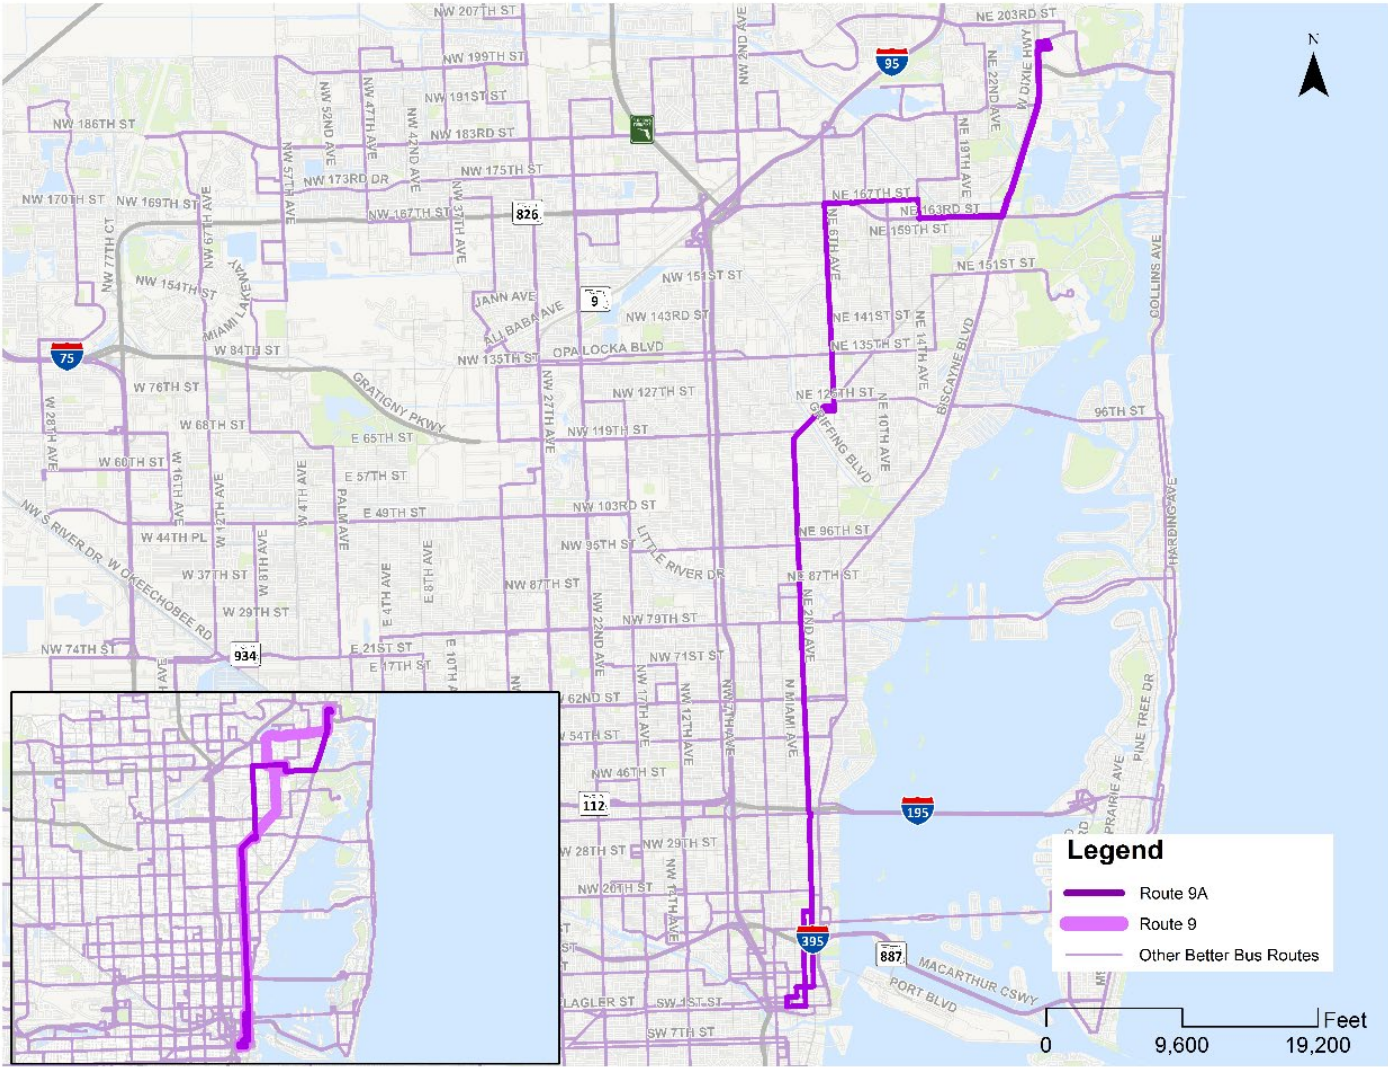 NW 207TH ST
NE 203RD ST
NW 2ND AVE
W DIXIE HWY
N
NW 199TH ST
95
NE 22ND AVE
NW 52ND AVE
NW 47TH AVE
NW 42ND AVE
NW 191ST ST
NW 186TH ST
NW 183RD ST
NE 19TH AVE
NW 57TH AVE
NW 175TH ST
NW 173RD DR
NW 170TH ST
NW 169TH ST
NW 67TH AVE
NW 37TH AVE
NE 167TH ST
NW 167TH ST
826
NE 163RD ST
NE 159TH ST
NE 6TH AVE
NW 77TH CT
COLLINS AVE
NE 151ST ST
NW 151ST ST
NW 154TH ST
MIAMI LAKEWAY
JANN AVE
9
ALI BABA AVE
NW 143RD ST
NE 141ST ST
NE 14TH AVE
BISCAYNE BLVD
75
W 84TH ST
NW 135TH ST
OPA LOCKA BLVD
NE 135TH ST
W 76TH ST
GRATIGNY PKWY
NW 27TH AVE
NW 127TH ST
NE 125TH ST
GRIFFING BLVD
NE 10TH AVE
96TH ST
W 28TH AVE
W 68TH ST
E 65TH ST
NW 119TH ST
W 60TH ST
W 19TH AVE
W 12TH AVE
W 4TH AVE
PALM AVE
E 57TH ST
HARDING AVE
NW S RIVER DR
W OKEECHOBEE RD
E 49TH ST
NW 103RD ST
W 44TH PL
W 8TH AVE
NE 96TH ST
NW 95TH ST
LITTLE RIVER DR
W 37TH ST
E 4TH AVE
E 8TH AVE
NW 87TH ST
NE 87TH ST
W 29TH ST
NW 22ND AVE
NW 79TH ST
NE 2ND AVE
NW 74TH ST
934
E 21ST ST
E 17TH ST
NW 71ST ST
NW 17TH AVE
NW 12TH AVE
NW 7TH AVE
N MIAMI AVE
62ND ST
PINE TREE DR
54TH ST
NW 46TH ST
PRAIRIE AVE
112
195
W 28TH ST
NW 29TH ST
NW 20TH ST
NW 14TH AVE
395
887
MACARTHUR CSWY
PORT BLVD
LAGLER ST
SW 1ST ST
SW 7TH ST
Legend
Route 9A
Route 9
Other Better Bus Routes
Feet
0 9,600 19,200